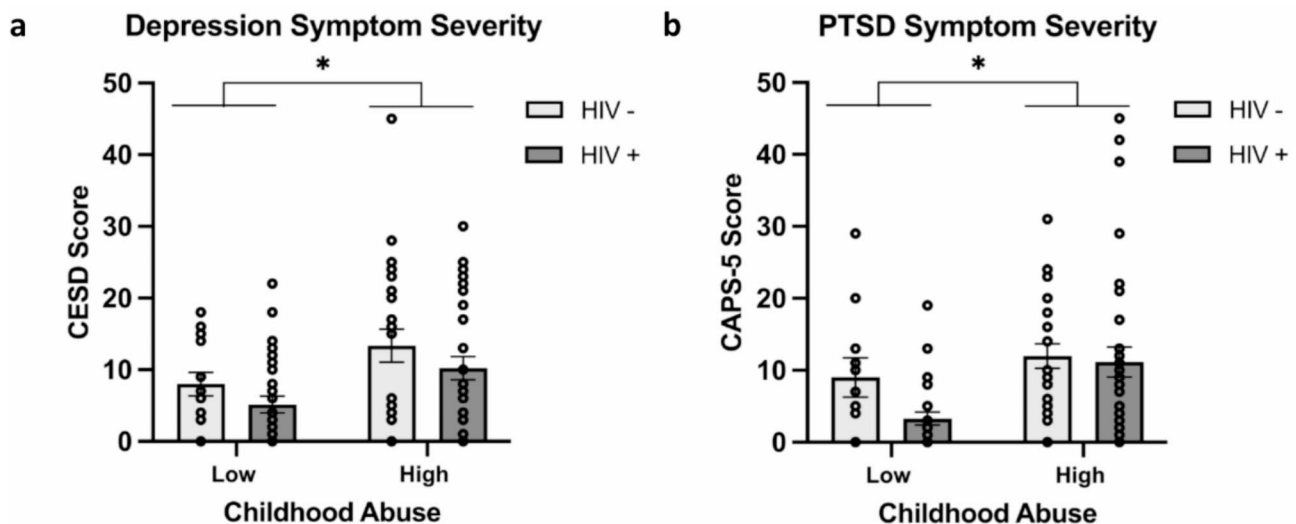 a
Depression Symptom Severity
*
50
40
30
20
10
0
CESD Score
HIV -
HIV +
Low
High
Childhood Abuse
b
PTSD Symptom Severity
*
50
40
30
20
10
0
CAPS-5 Score
HIV -
HIV +
Low
High
Childhood Abuse